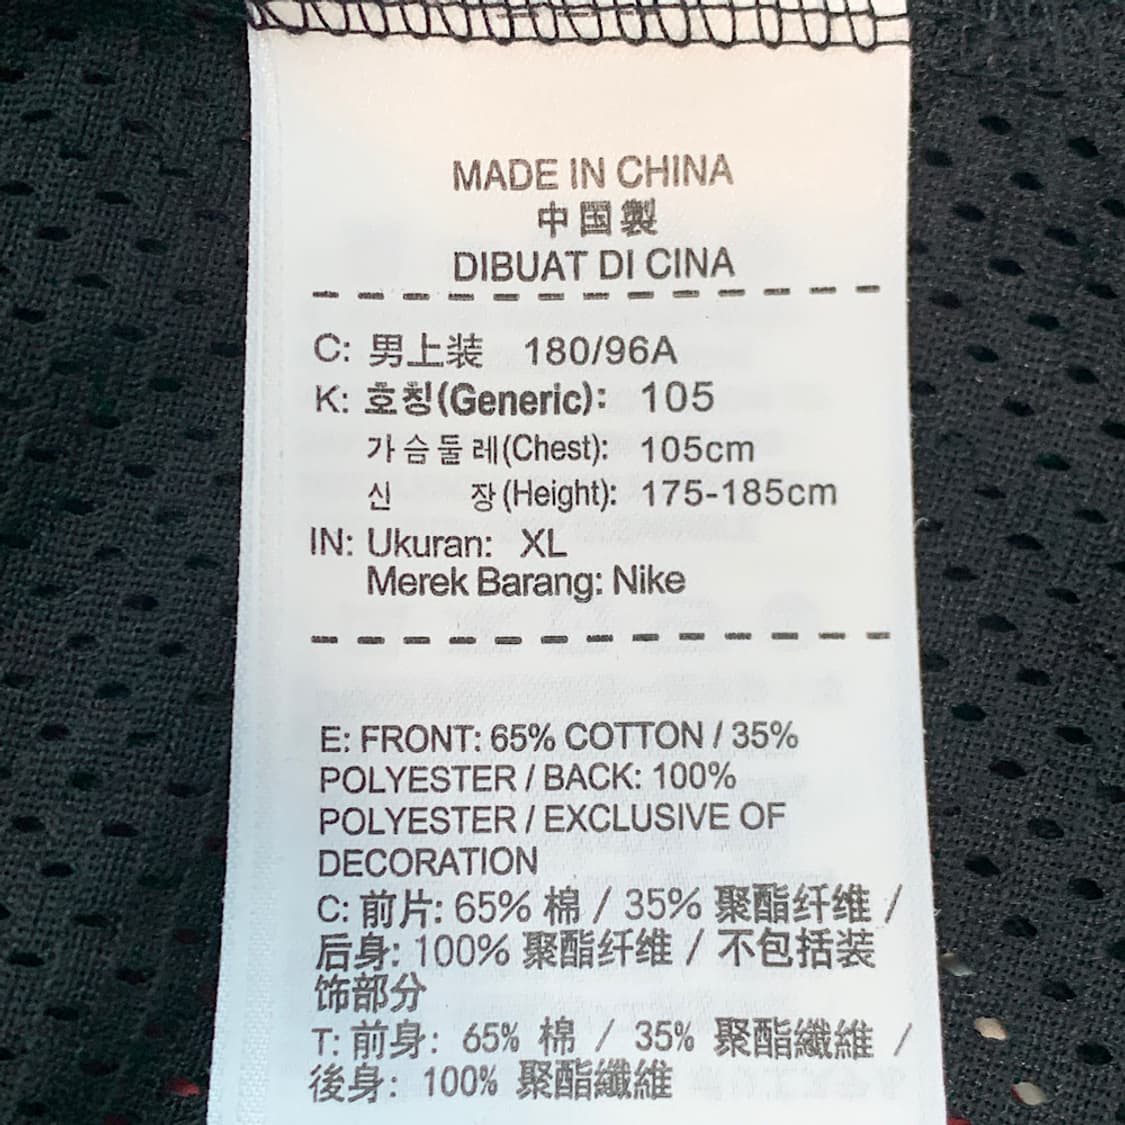 MADE IN CHINA
中国製
DIBUAT DI CINA
C: 男上装 180/96A
K: 호칭(Generic): 105
가슴둘레(Chest): 105cm
신 장(Height): 175-185cm
IN: Ukuran: XL
Merek Barang: Nike
E: FRONT: 65% COTTON / 35%
POLYESTER / BACK: 100%
POLYESTER / EXCLUSIVE OF
DECORATION
C: 前片: 65% 棉 / 35% 聚酯纤维 /
后身: 100% 聚酯纤维 / 不包括装
饰部分
T: 前身: 65% 棉 / 35% 聚酯纖維 /
後身: 100% 聚酯纖維